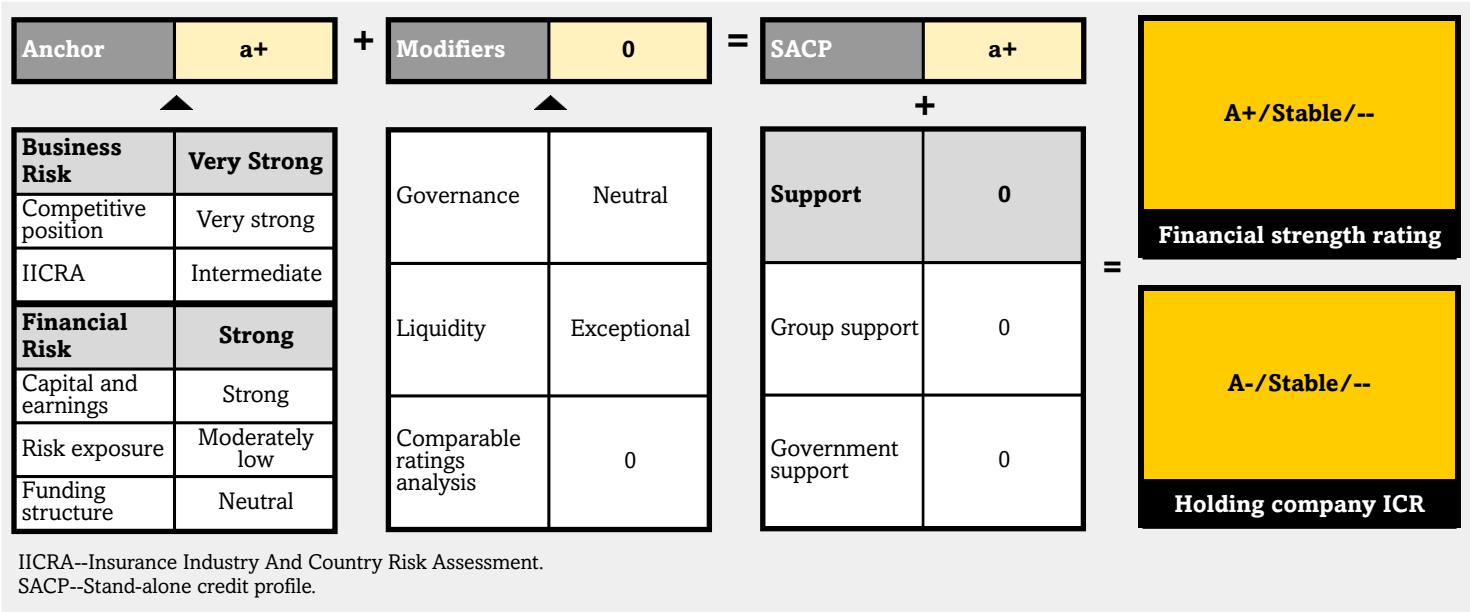 Anchor
a+
+
Modifiers
0
=
SACP
a+
Business
Risk
Very Strong
Competitive
position
Very strong
IICRA
Intermediate
Financial
Risk
Strong
Capital and
earnings
Strong
Risk exposure
Moderately
low
Funding
structure
Neutral
Governance
Neutral
Liquidity
Exceptional
Comparable
ratings
analysis
0
+
Support
0
Group support
0
Government
support
0
=
A+/Stable/--
Financial strength rating
A-/Stable/--
Holding company ICR
IICRA--Insurance Industry And Country Risk Assessment.
SACP--Stand-alone credit profile.